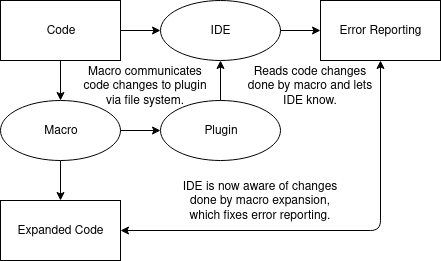 Code
IDE
Error Reporting
Macro communicates
code changes to plugin
via file system.
Reads code changes
done by macro and lets
IDE know.
Macro
Plugin
IDE is now aware of changes
done by macro expansion,
which fixes error reporting.
Expanded Code